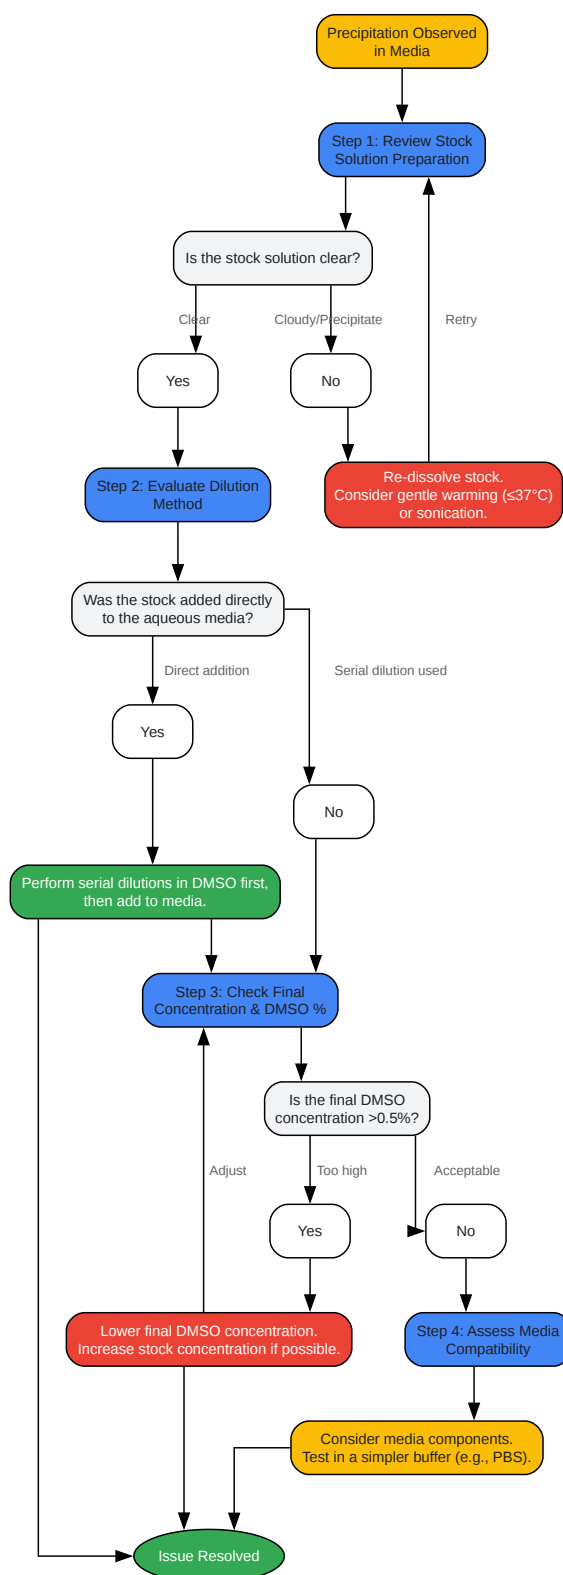 Precipitation Observed
in Media
Step 1: Review Stock
Solution Preparation
Is the stock solution clear?
Clear
Cloudy/Precipitate
Retry
Yes
No
Re-dissolve stock.
Consider gentle warming (≤37°C)
or sonication.
Step 2: Evaluate Dilution
Method
Was the stock added directly
to the aqueous media?
Direct addition
Serial dilution used
Yes
No
Perform serial dilutions in DMSO first,
then add to media.
Step 3: Check Final
Concentration & DMSO %
Is the final DMSO
concentration >0.5%?
Adjust
Too high
Acceptable
Yes
No
Lower final DMSO concentration.
Increase stock concentration if possible.
Step 4: Assess Media
Compatibility
Consider media components.
Test in a simpler buffer (e.g., PBS).
Issue Resolved